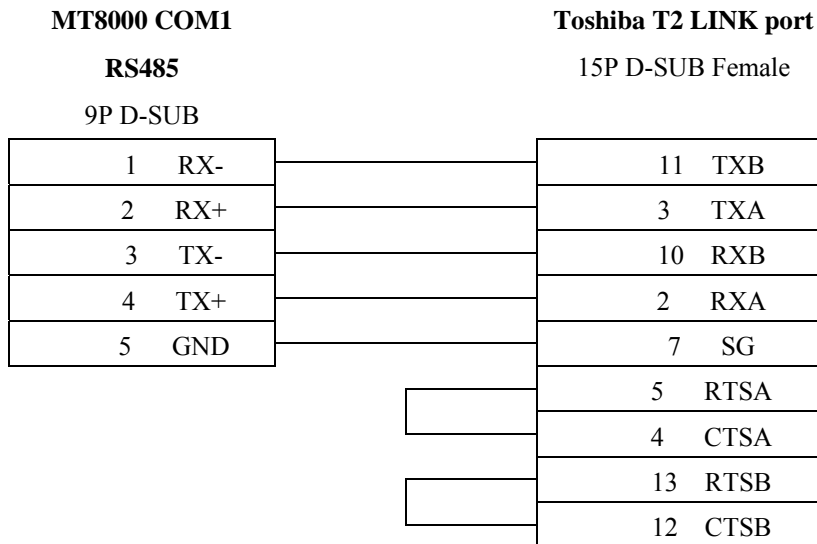 MT8000 COM1 Toshiba T2 LINK port
RS485 15P D-SUB Female
9P D-SUB
1 RX- 11 TXB
2 RX+ 3 TXA
3 TX- 10 RXB
4 TX+ 2 RXA
5 GND 7 SG
5 RTSA
4 CTSA
13 RTSB
12 CTSB